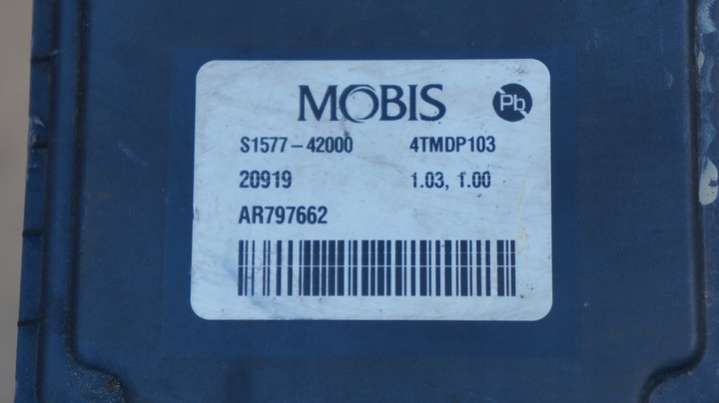 MOBIS Pb
S1577-42000 4TMDP103
20919 1.03, 1.00
AR797662